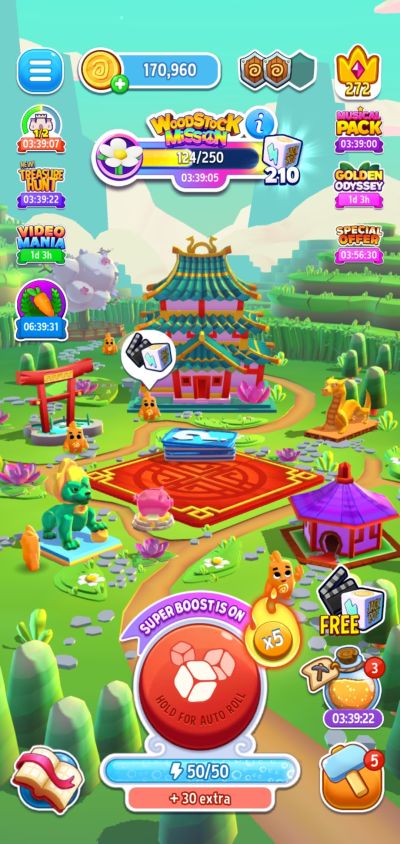 170,960
272
1/2
03:39:07
WOODSTOCK
MISSION
i
124/250
210
03:39:05
MUSICAL
PACK
03:39:00
NEW
TREASURE
HUNT
03:39:22
GOLDEN
ODYSSEY
1d 3h
VIDEO
MANIA
1d 3h
SPECIAL
OFFER
03:56:30
06:39:31
SUPER BOOST IS ON
x5
HOLD FOR AUTO ROLL
FREE
3
03:39:22
50/50
+ 30 extra
5